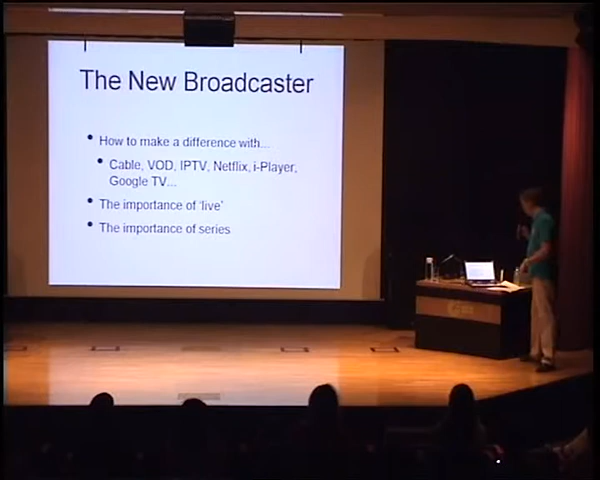 The New Broadcaster
• How to make a difference with...
• Cable, VOD, IPTV, Netflix, i-Player,
Google TV...
• The importance of 'live'
• The importance of series